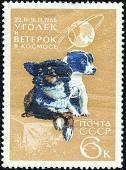 22.II-16.III.1966
УГОЛЕК
И
ВЕТЕРОК
В КОСМОСЕ
ПОЧТА
СССР
6К